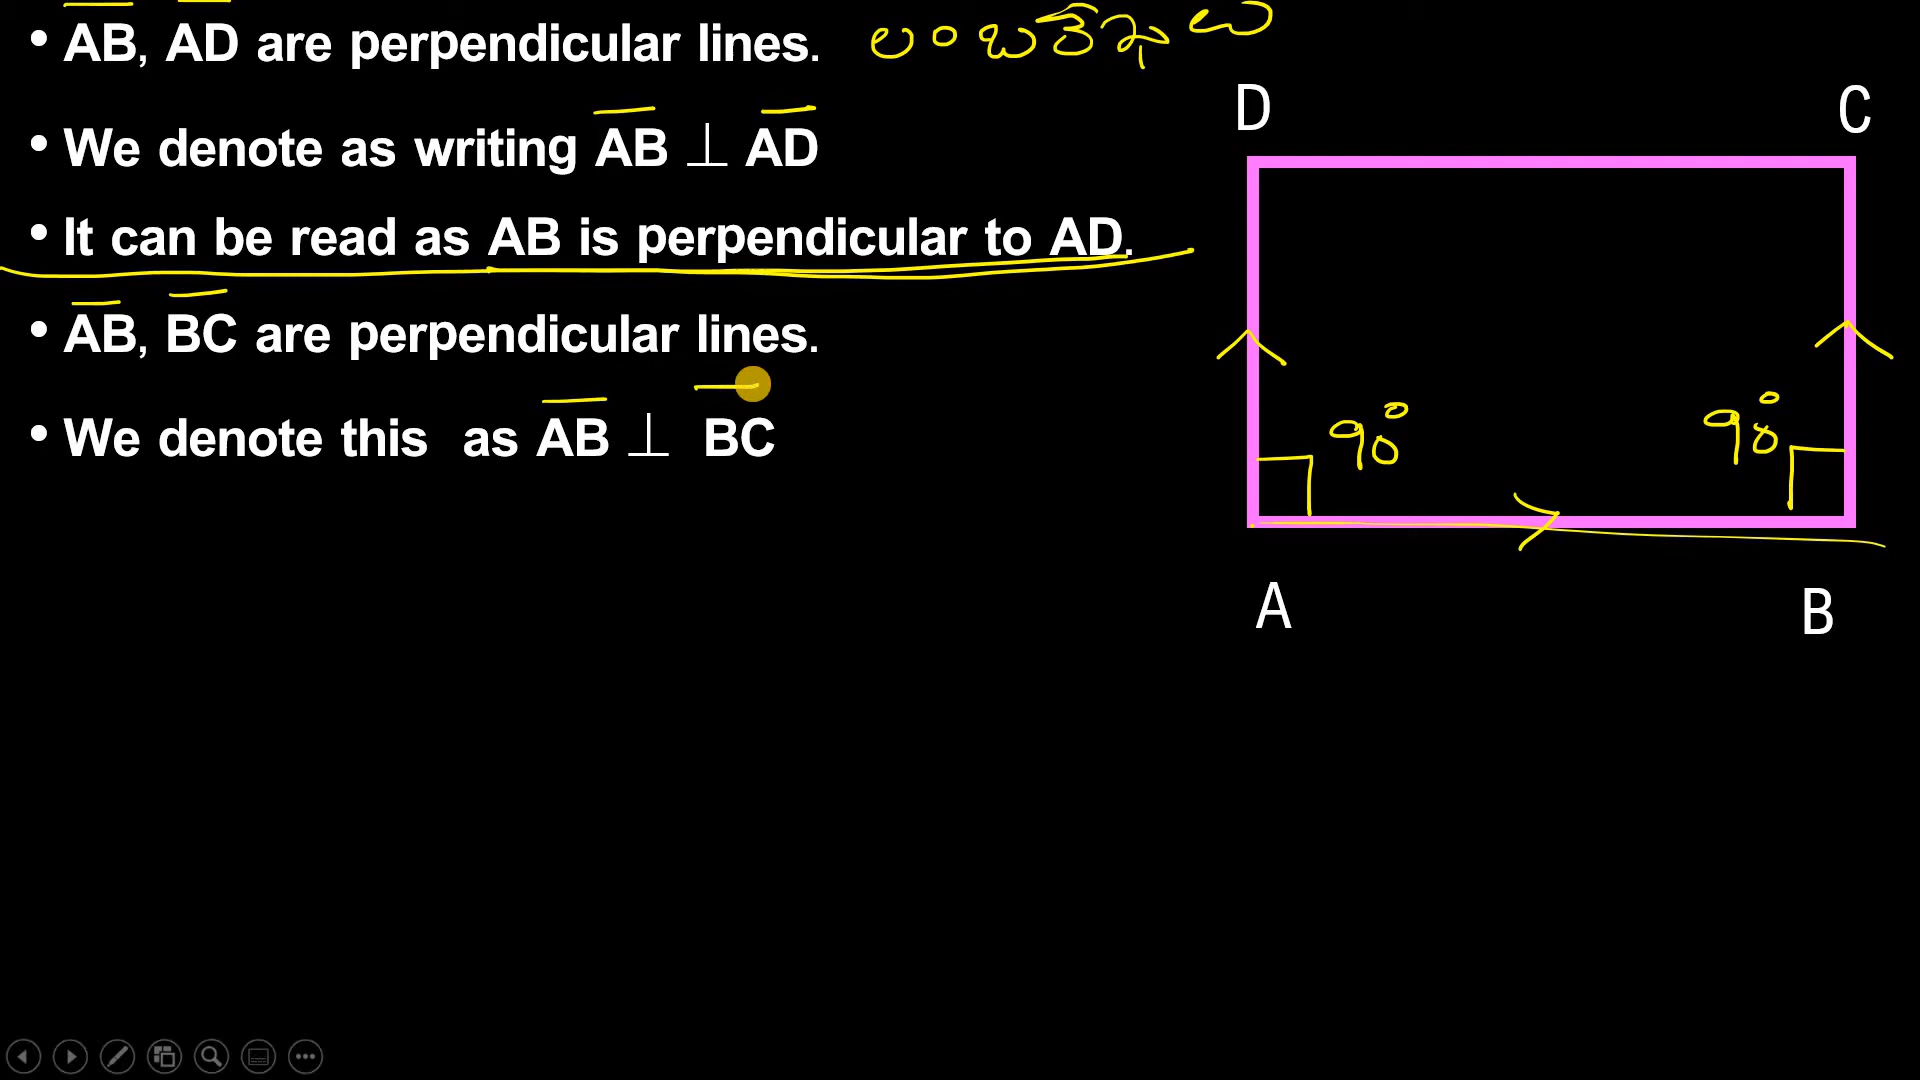 • AB, AD are perpendicular lines.
• We denote as writing AB ⊥ AD
• It can be read as AB is perpendicular to AD.
• AB, BC are perpendicular lines.
• We denote this as AB ⊥ BC
D C
90° 90°
A B